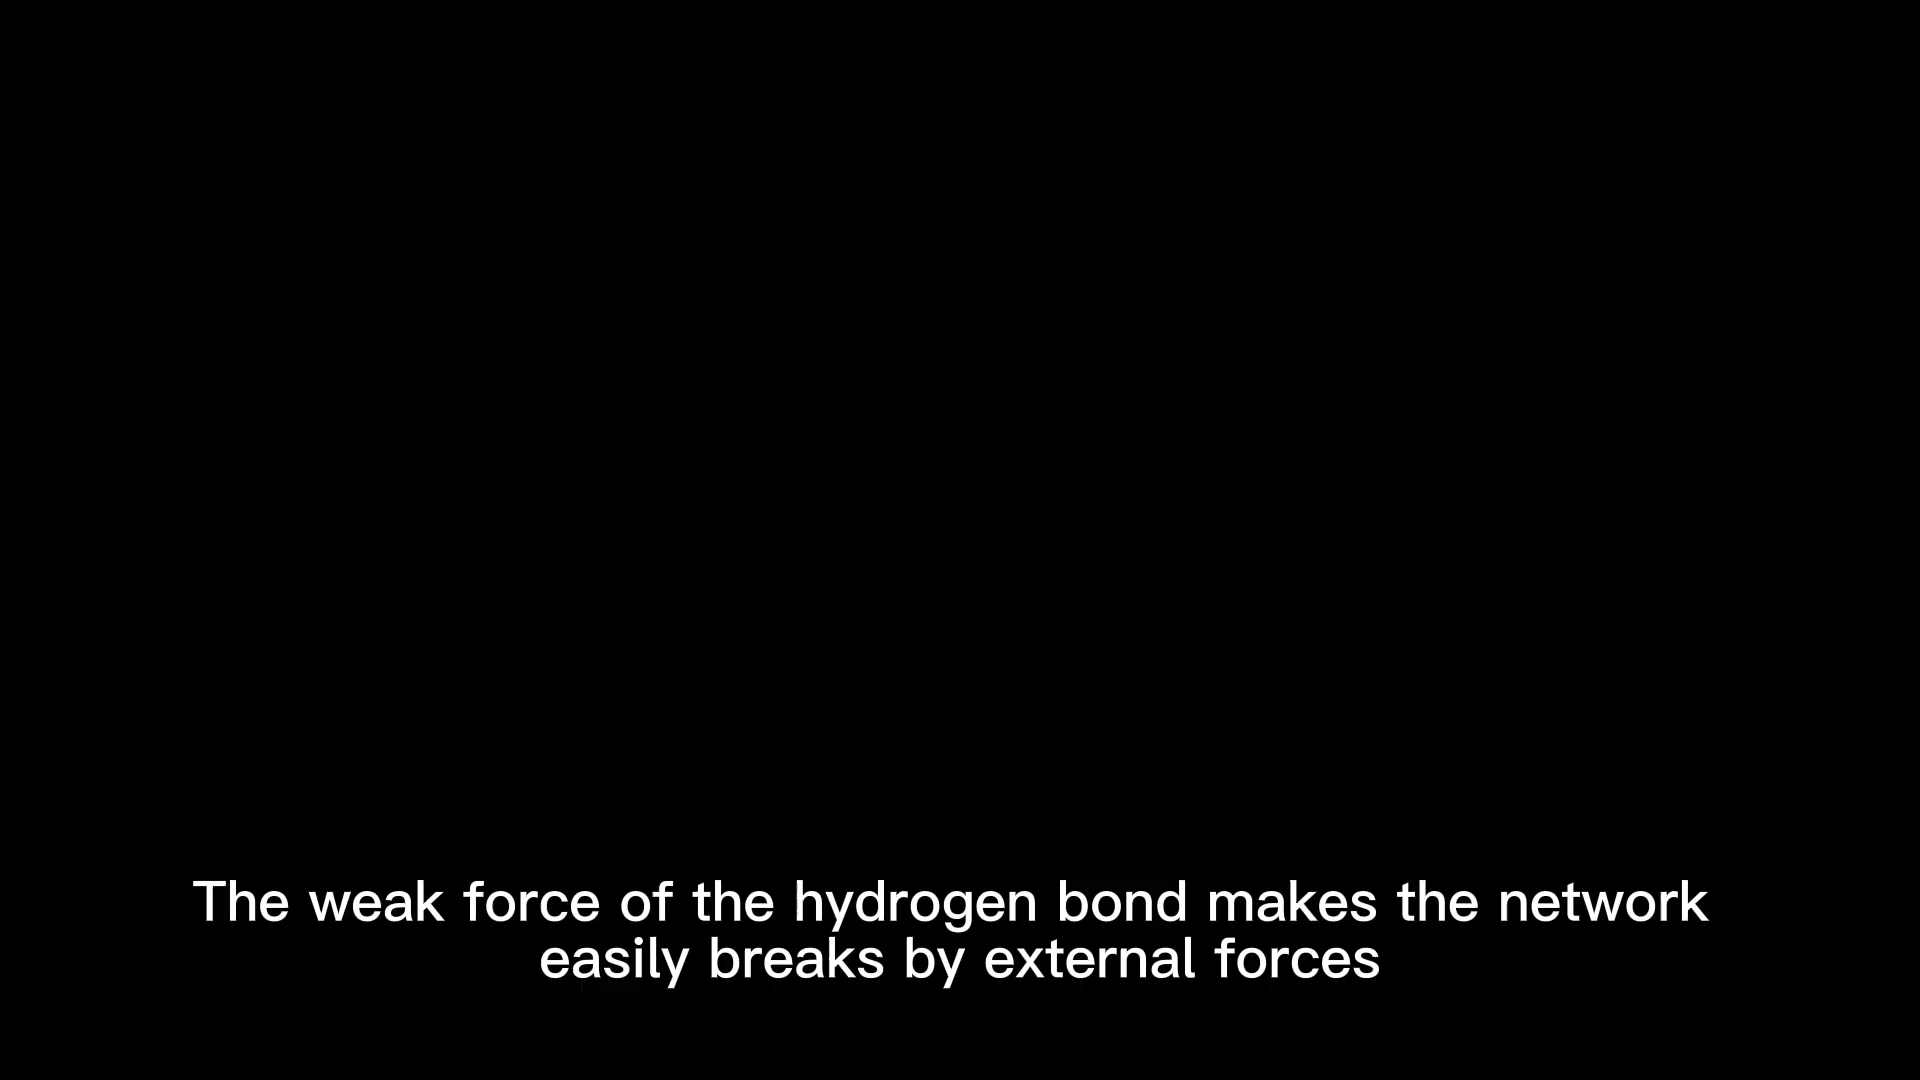 The weak force of the hydrogen bond makes the network
easily breaks by external forces